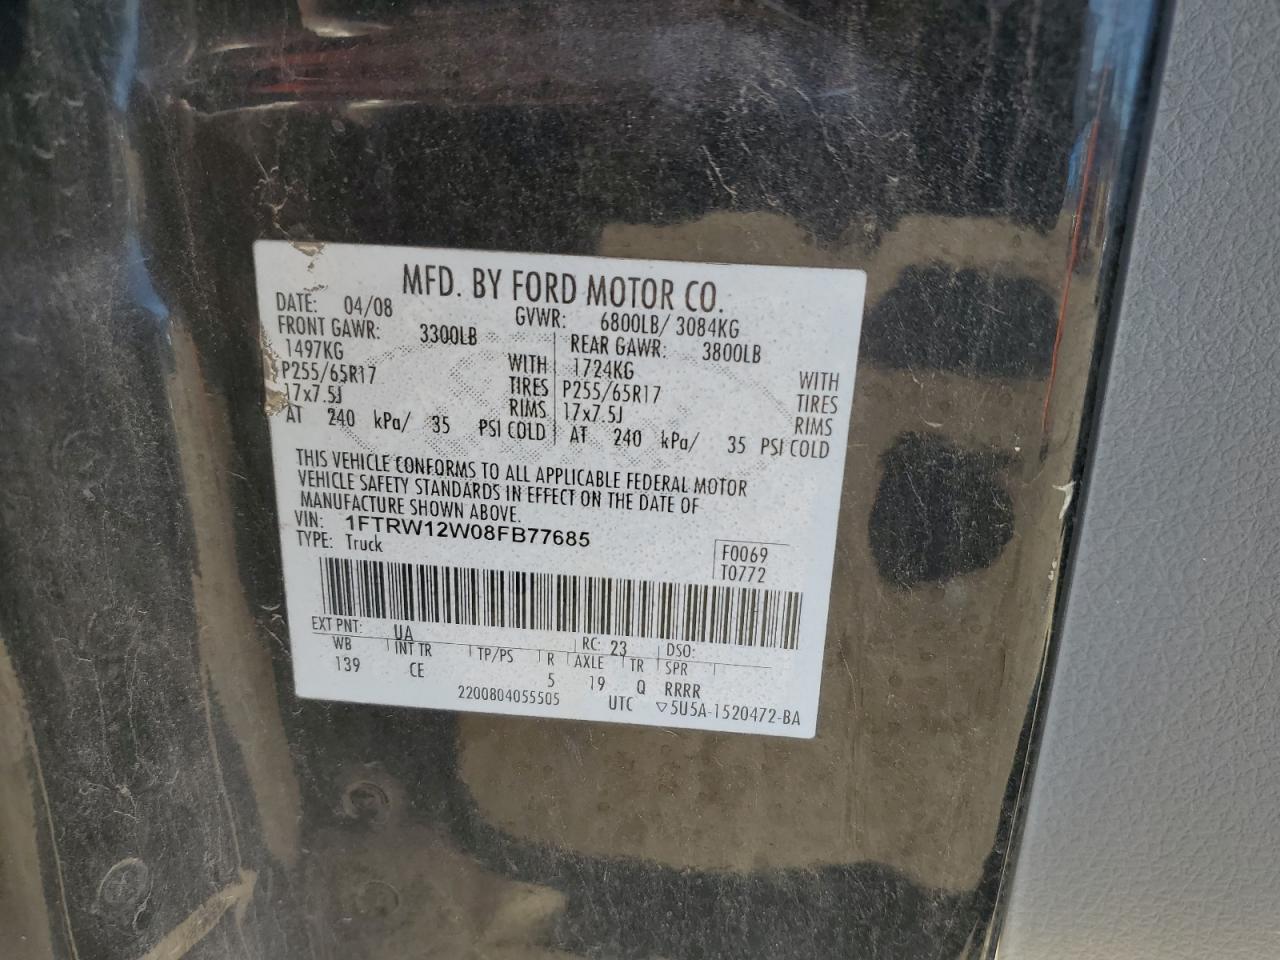 MFD. BY FORD MOTOR CO.
DATE: 04/08 GVWR: 6800LB/ 3084KG
FRONT GAWR: 3300LB REAR GAWR: 3800LB
1497KG WITH 1724KG WITH
P255/65R17 TIRES P255/65R17 TIRES
17x7.5J RIMS 17x7.5J RIMS
AT 240 kPa/ 35 PSI COLD AT 240 kPa/ 35 PSI COLD
THIS VEHICLE CONFORMS TO ALL APPLICABLE FEDERAL MOTOR
VEHICLE SAFETY STANDARDS IN EFFECT ON THE DATE OF
MANUFACTURE SHOWN ABOVE.
VIN: 1FTRW12W08FB77685
TYPE: Truck
F0069
T0772
EXT PNT: UA RC: 23 DSO:
WB INT TR TP/PS R AXLE TR SPR
139 CE 5 19 Q RRRR
2200804055505 UTC ▽5U5A-1520472-BA